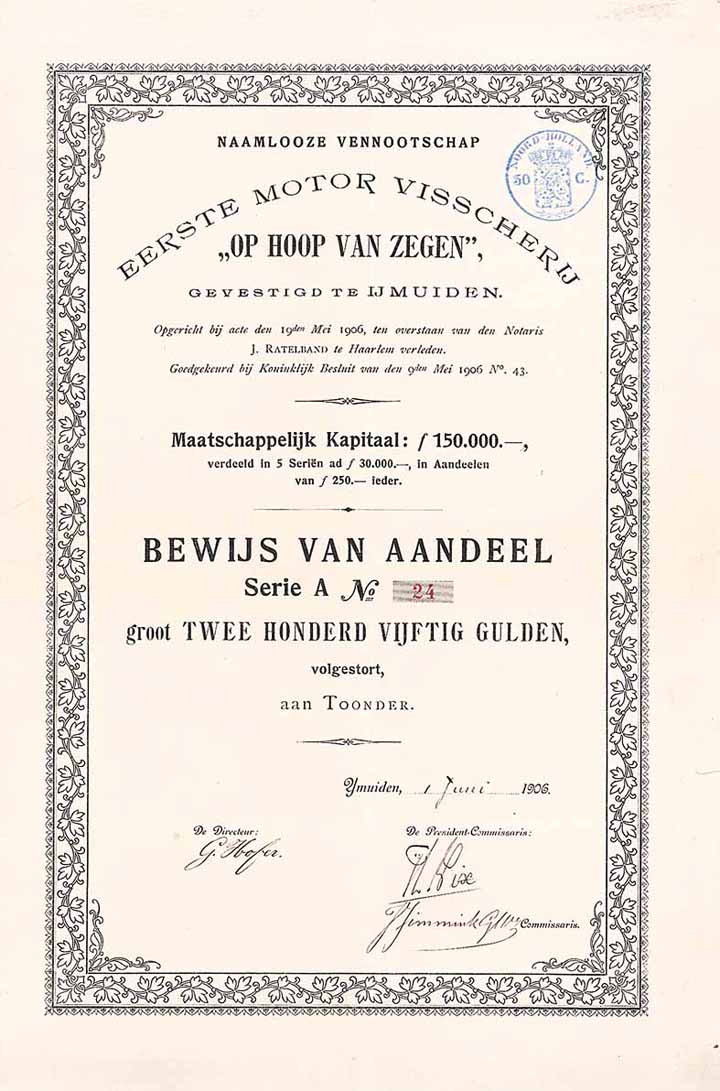 NAAMLOOZE VENNOOTSCHAP
NOORD-HOLLAND
50 C.
EERSTE MOTOR VISSCHERIJ
„OP HOOP VAN ZEGEN”,
GEVESTIGD TE IJMUIDEN.
Opgericht bij acte den 19den Mei 1906, ten overstaan van den Notaris
J. RATELBAND te Haarlem verleden.
Goedgekeurd bij Koninklijk Besluit van den 9den Mei 1906 No. 43.
Maatschappelijk Kapitaal: ƒ 150.000.—,
verdeeld in 5 Seriën ad ƒ 30.000.—, in Aandeelen
van ƒ 250.— ieder.
BEWIJS VAN AANDEEL
Serie A No 24
groot TWEE HONDERD VIJFTIG GULDEN,
volgestort,
aan TOONDER.
Ymuiden, 1 Juni 1906.
De Directeur:
De President-Commissaris:
G. Hofer.
Commissaris.